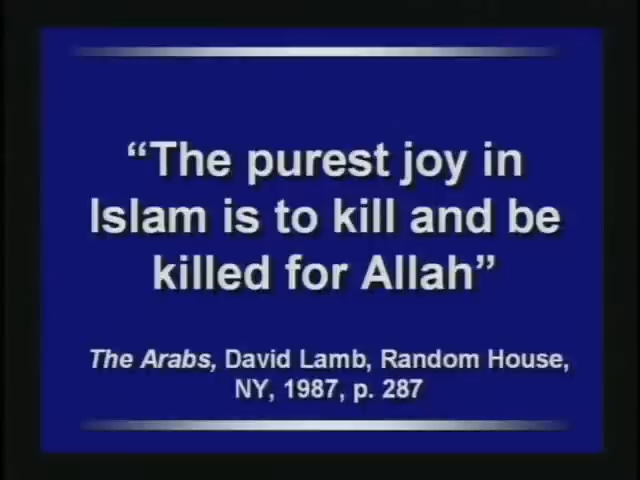 “The purest joy in
Islam is to kill and be
killed for Allah”
The Arabs, David Lamb, Random House,
NY, 1987, p. 287